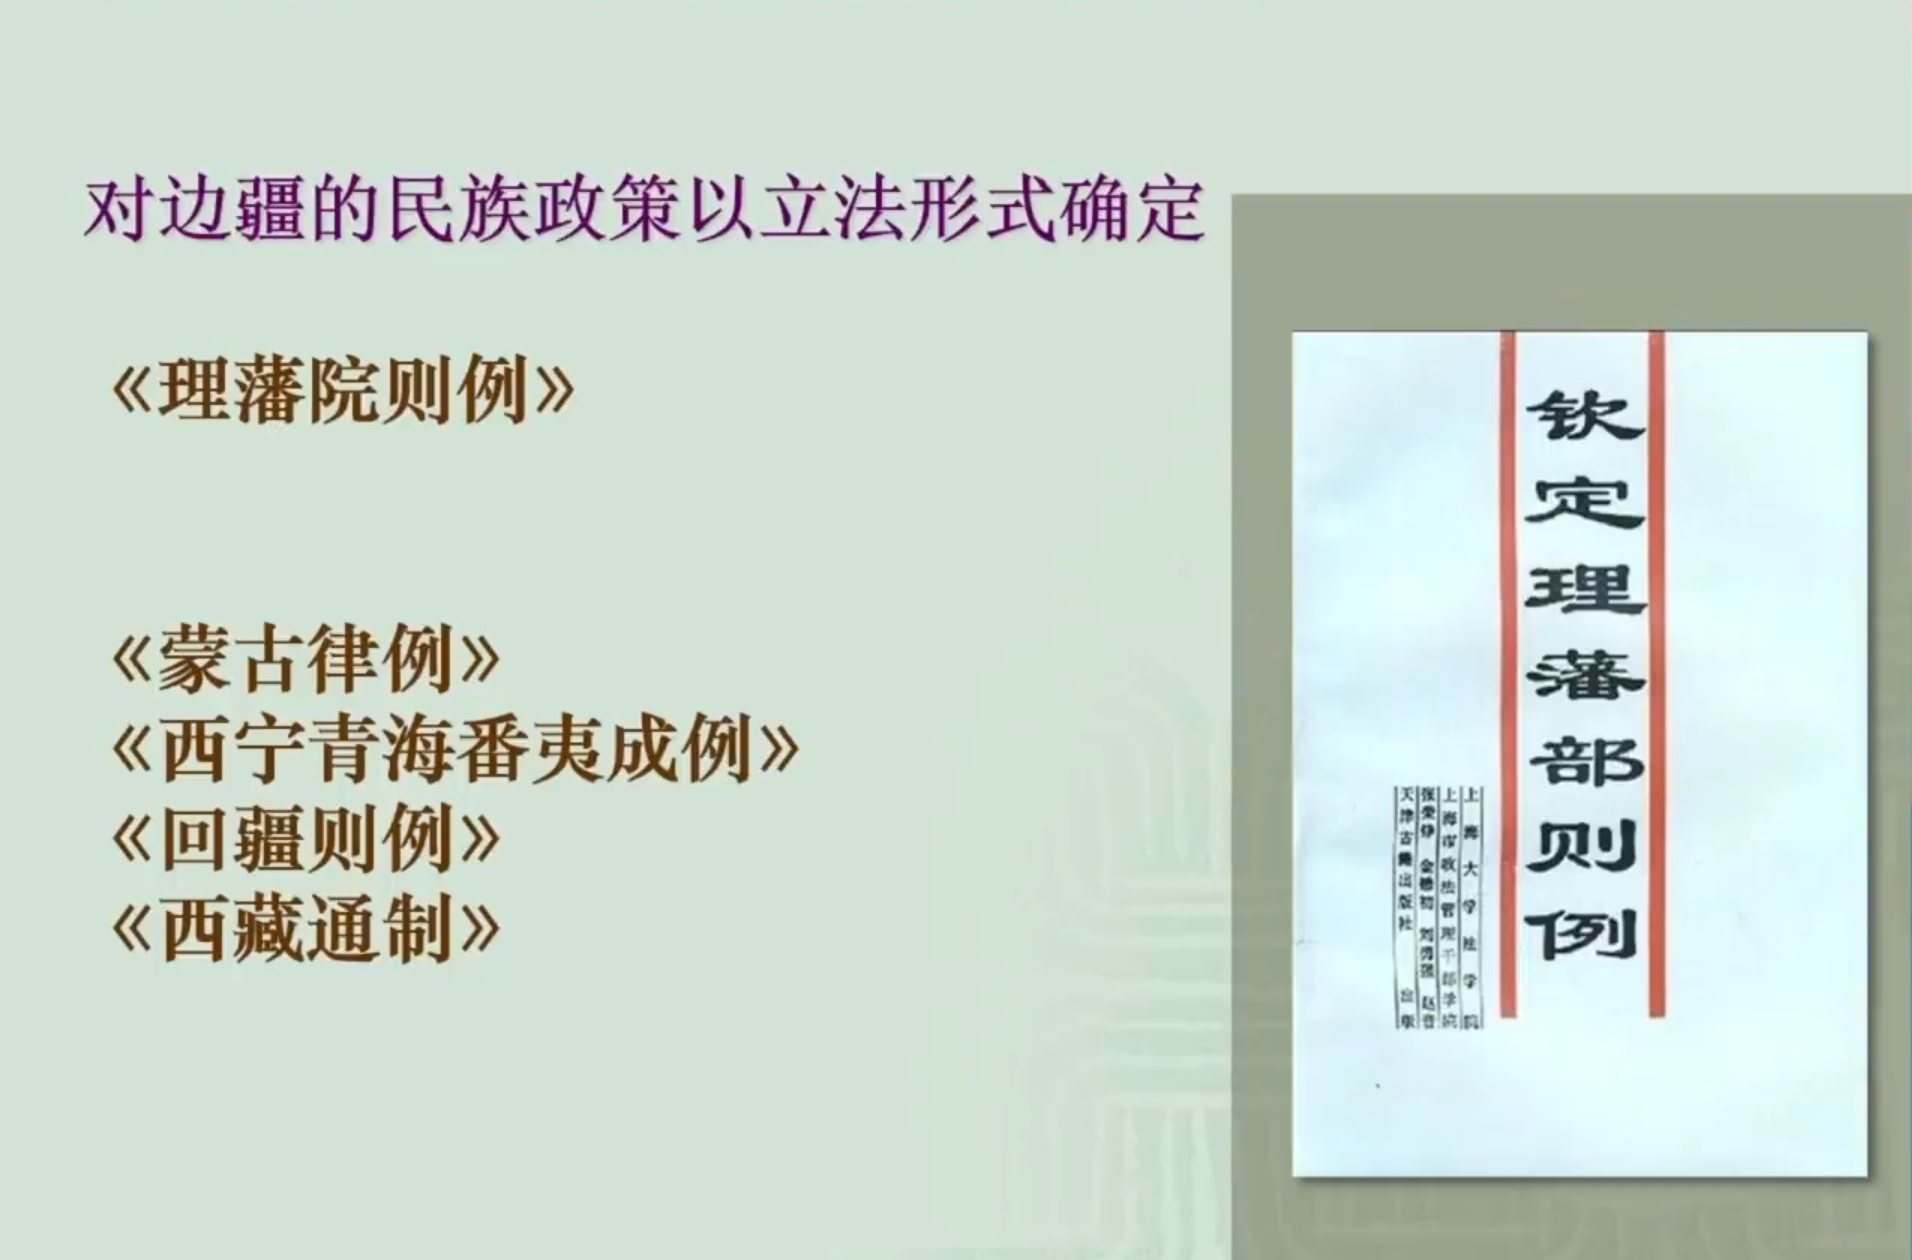 对边疆的民族政策以立法形式确定
《理藩院则例》
《蒙古律例》
《西宁青海番夷成例》
《回疆则例》
《西藏通制》
钦定理藩部则例
上海大学法学院
上海市政法管理干部学院
张荣铮 金懋初 刘勇强 赵音
天津古籍出版社 出版